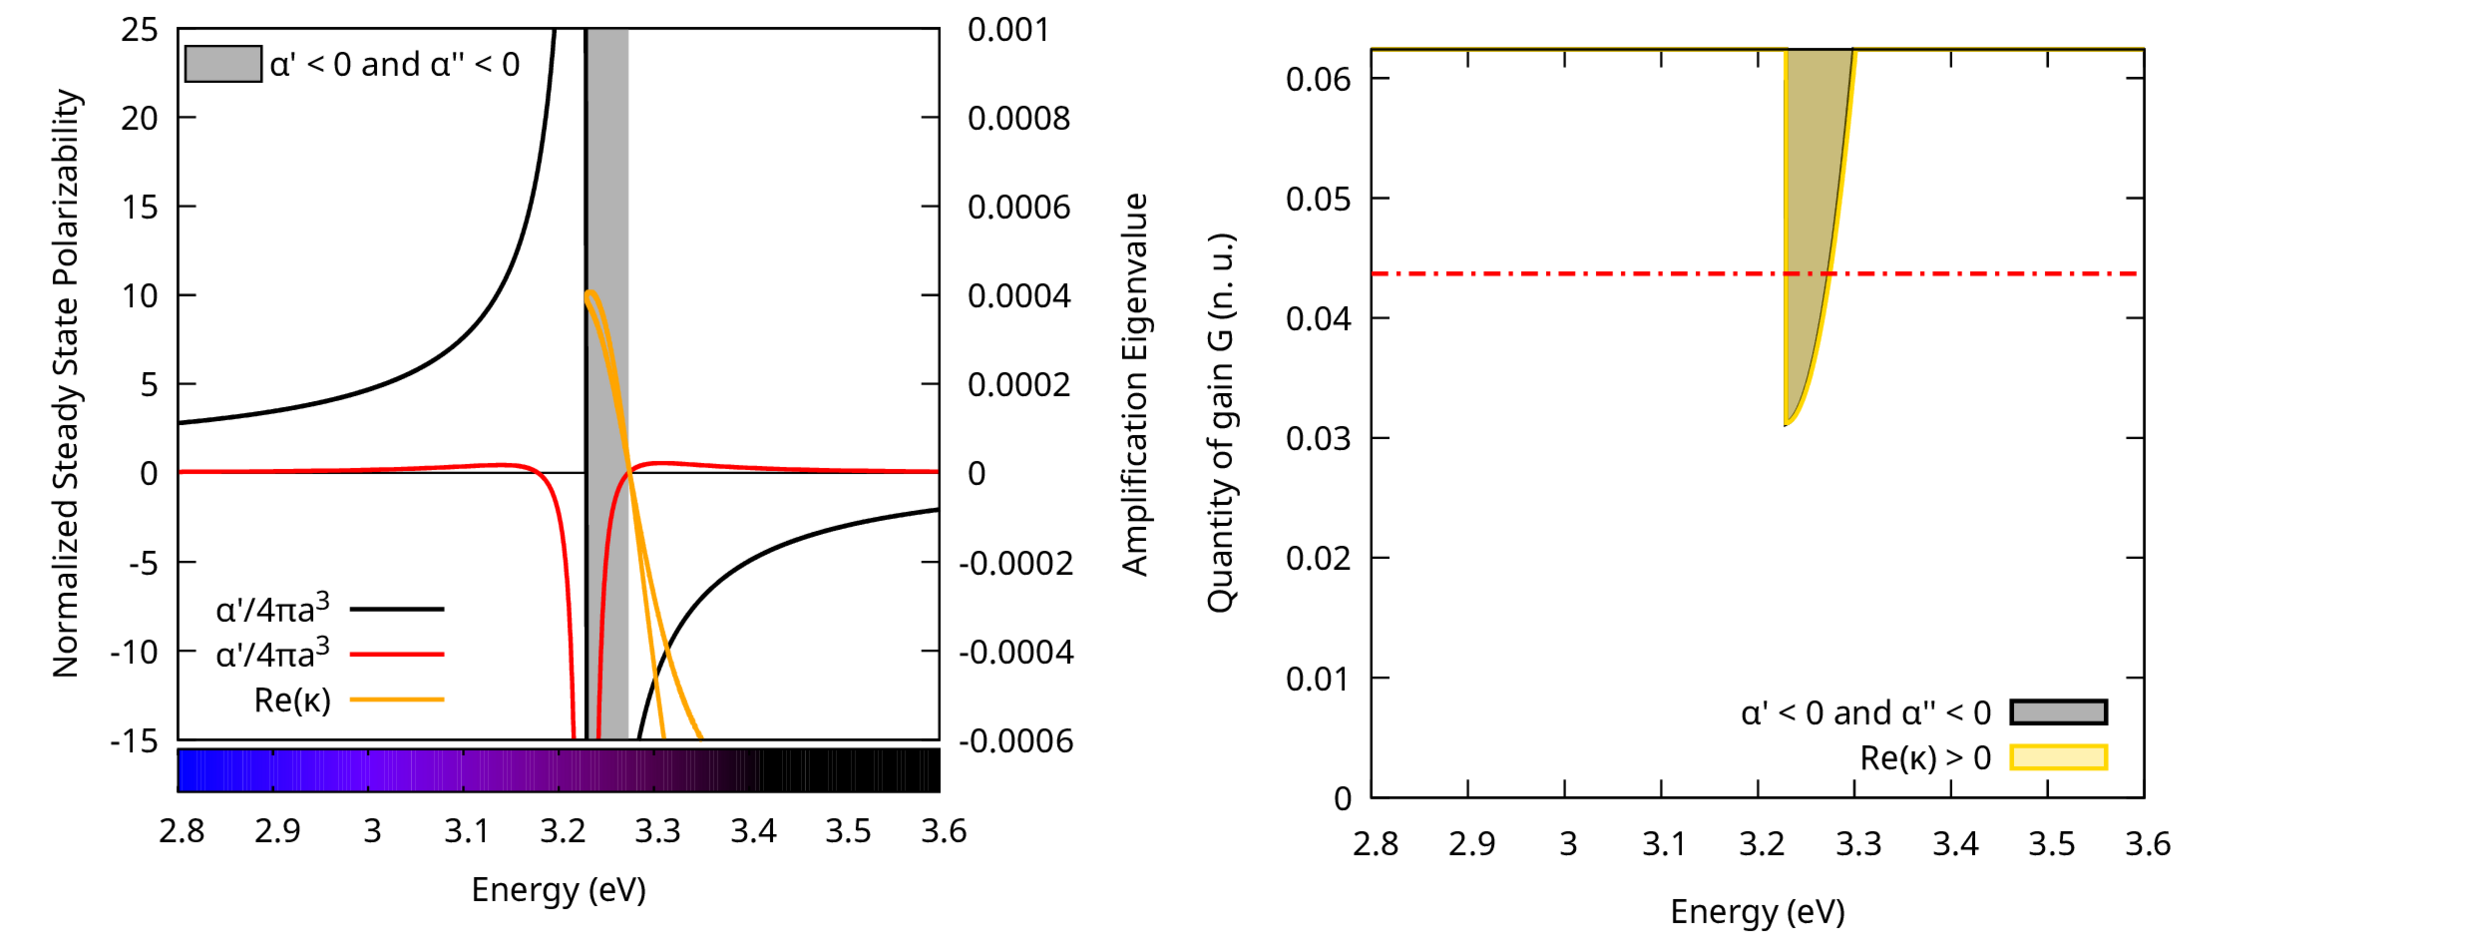 α' < 0 and α'' < 0
25
20
15
10
5
0
-5
-10
-15
Normalized Steady State Polarizability
0.001
0.0008
0.0006
0.0004
0.0002
0
-0.0002
-0.0004
-0.0006
Amplification Eigenvalue
α'/4πa³
α'/4πa³
Re(κ)
2.8 2.9 3 3.1 3.2 3.3 3.4 3.5 3.6
Energy (eV)
Quantity of gain G (n. u.)
0.06
0.05
0.04
0.03
0.02
0.01
0
α' < 0 and α'' < 0
Re(κ) > 0
2.8 2.9 3 3.1 3.2 3.3 3.4 3.5 3.6
Energy (eV)